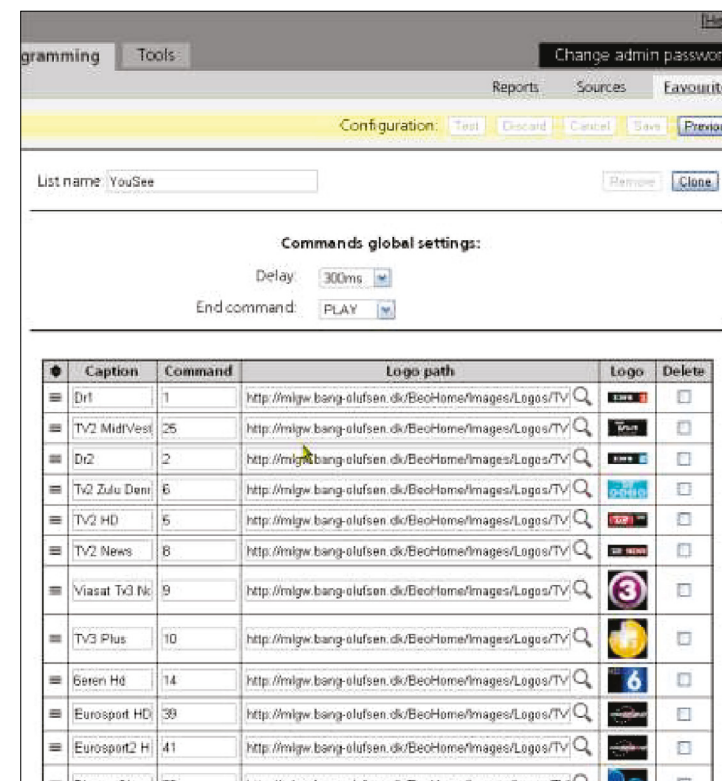 gramming Tools Change admin passwor
Reports Sources Favourite
Configuration: Test Discard Cancel Save Previou
List name YouSee Remove Clone
Commands global settings:
Delay: 300ms
End command: PLAY
Caption Command Logo path Logo Delete
Dr1 1 http://mlgw.bang-olufsen.dk/BeoHome/Images/Logos/TV
TV2 MidtVest 25 http://mlgw.bang-olufsen.dk/BeoHome/Images/Logos/TV
Dr2 2 http://mlgw.bang-olufsen.dk/BeoHome/Images/Logos/TV
Tv2 Zulu Denr 6 http://mlgw.bang-olufsen.dk/BeoHome/Images/Logos/TV
TV2 HD 5 http://mlgw.bang-olufsen.dk/BeoHome/Images/Logos/TV
TV2 News 8 http://mlgw.bang-olufsen.dk/BeoHome/Images/Logos/TV
Viasat Tv3 No 9 http://mlgw.bang-olufsen.dk/BeoHome/Images/Logos/TV 3
TV3 Plus 10 http://mlgw.bang-olufsen.dk/BeoHome/Images/Logos/TV
6eren Hd 14 http://mlgw.bang-olufsen.dk/BeoHome/Images/Logos/TV 6
Eurosport HD 39 http://mlgw.bang-olufsen.dk/BeoHome/Images/Logos/TV
Eurosport2 H 41 http://mlgw.bang-olufsen.dk/BeoHome/Images/Logos/TV